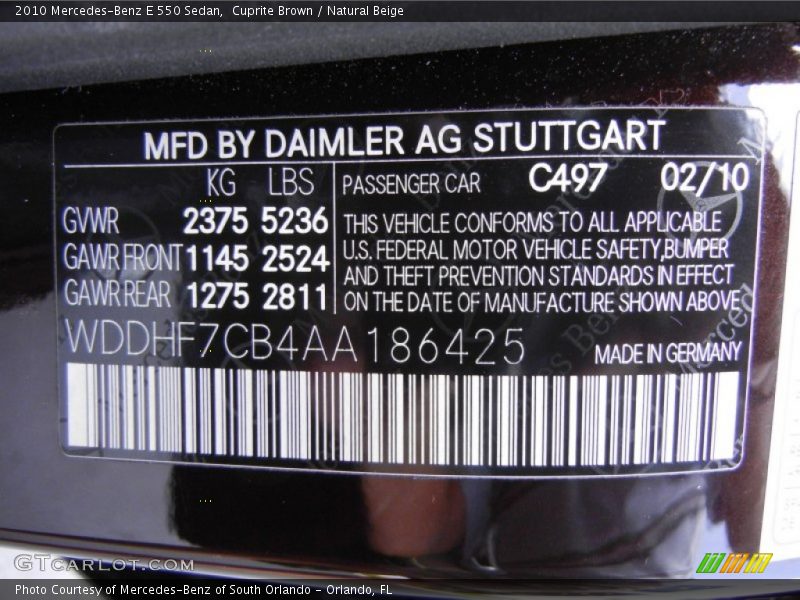 2010 Mercedes-Benz E 550 Sedan,  Cuprite Brown / Natural Beige
MFD BY DAIMLER AG STUTTGART
KG LBS
GVWR 2375 5236
GAWR FRONT 1145 2524
GAWR REAR 1275 2811
PASSENGER CAR C497 02/10
THIS VEHICLE CONFORMS TO ALL APPLICABLE
U.S. FEDERAL MOTOR VEHICLE SAFETY,BUMPER
AND THEFT PREVENTION STANDARDS IN EFFECT
ON THE DATE OF MANUFACTURE SHOWN ABOVE
WDDHF7CB4AA186425
MADE IN GERMANY
GTCARLOT.COM
Photo Courtesy of Mercedes-Benz of South Orlando - Orlando, FL